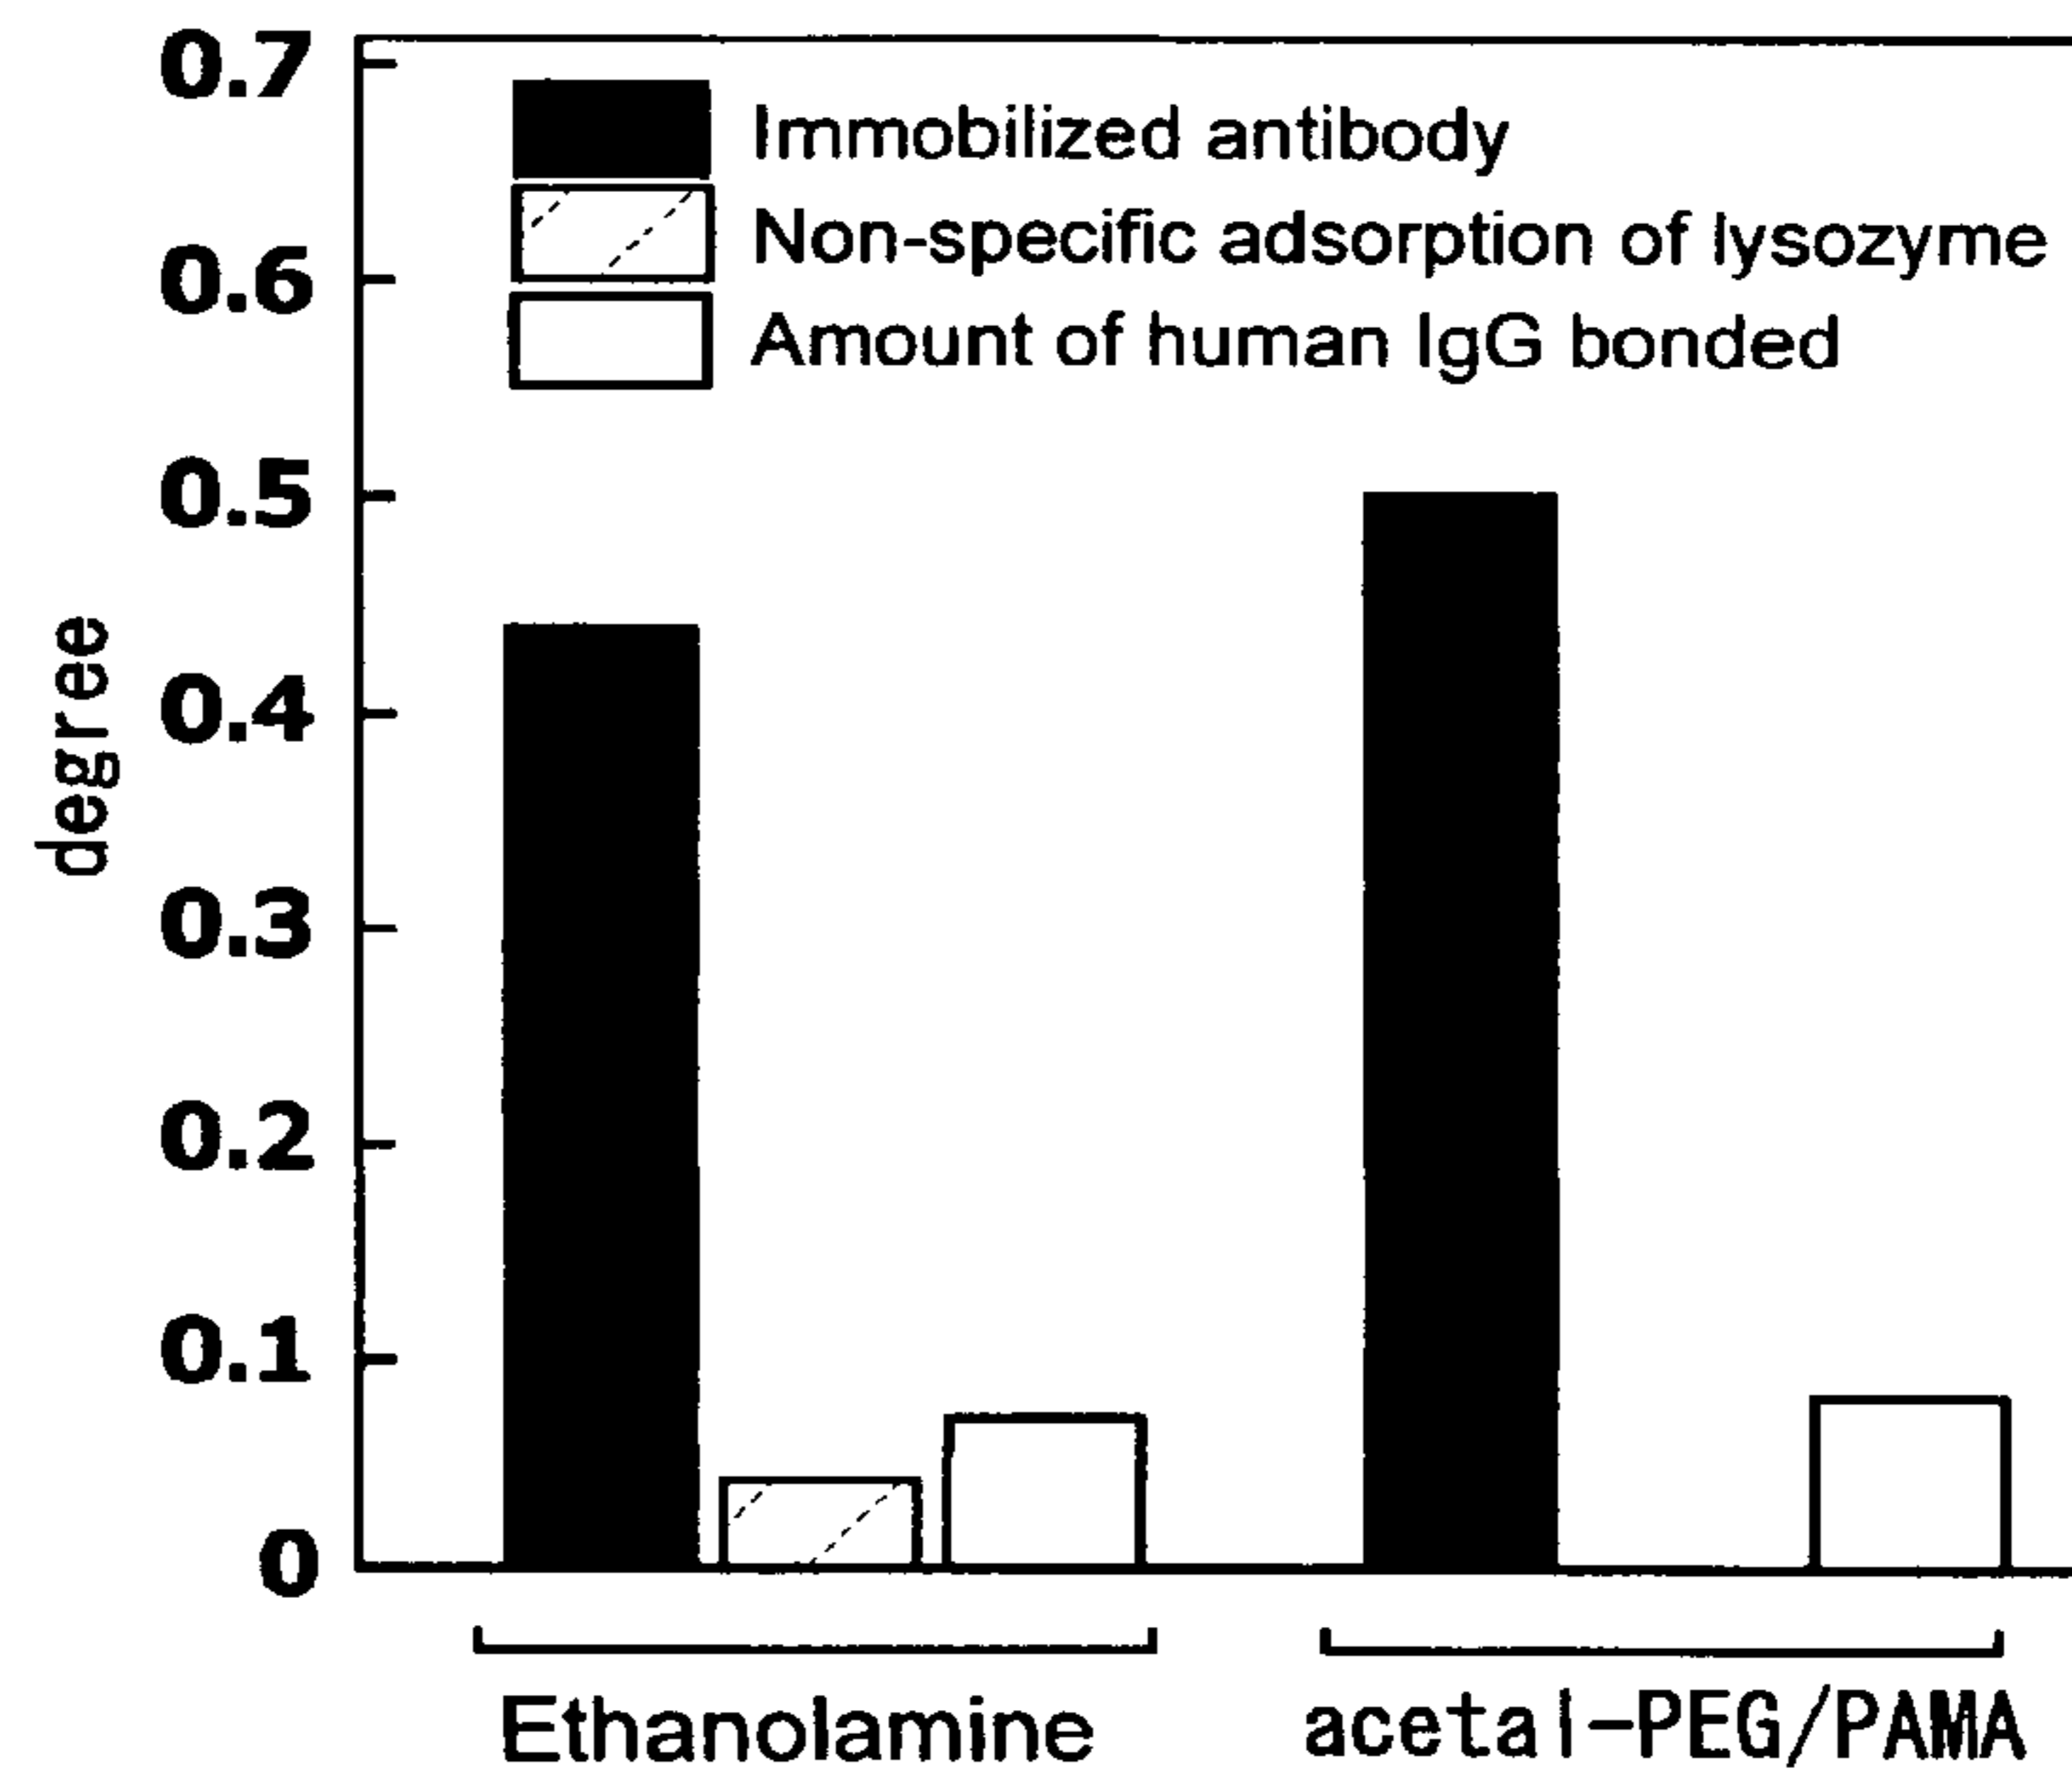 0.7
Immobilized antibody
Non-specific adsorption of lysozyme
0.6
Amount of human IgG bonded
0.5
0.4
degree
0.3
0.2
0.1
0
Ethanolamine
acetal-PEG/PAMA